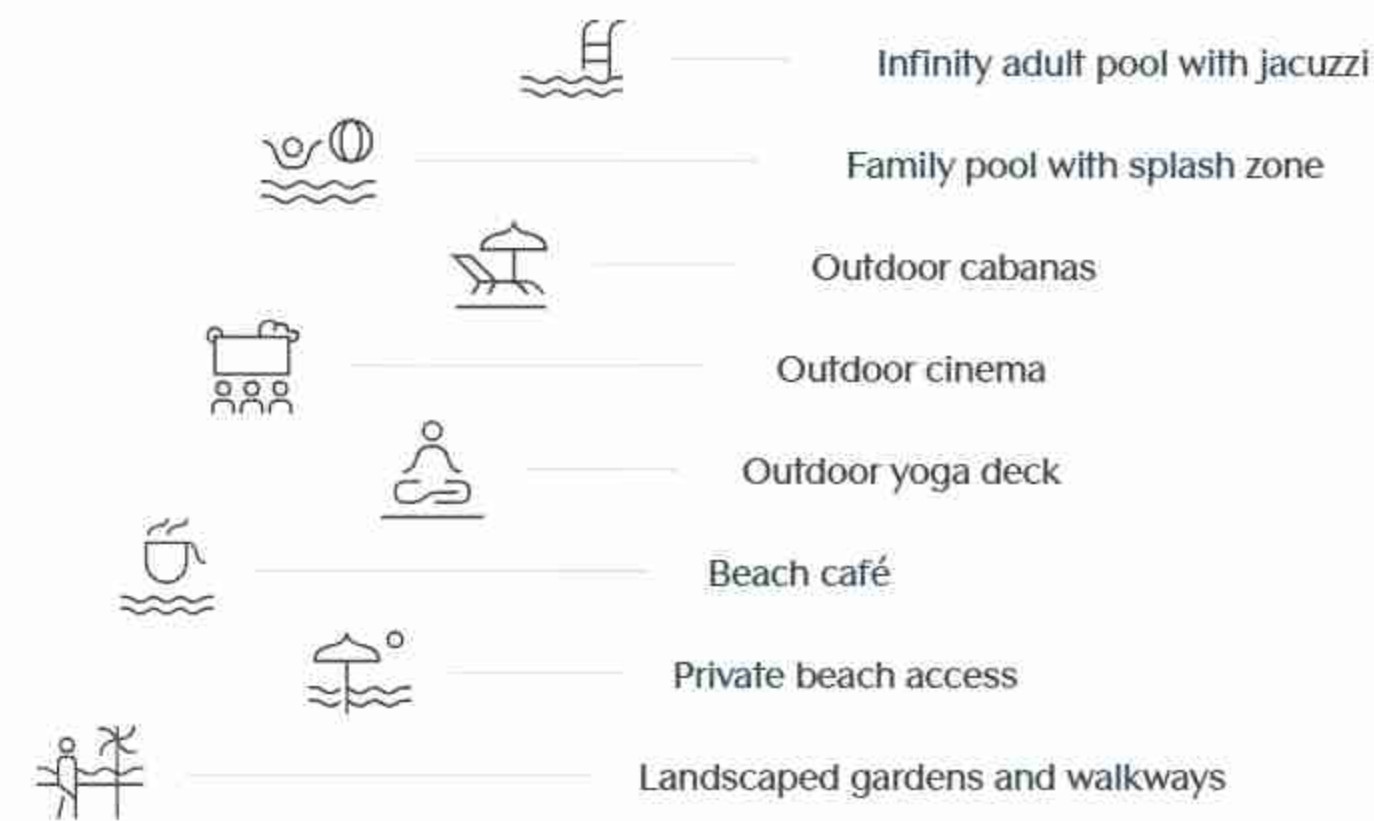 Infinity adult pool with jacuzzi
Family pool with splash zone
Outdoor cabanas
Outdoor cinema
Outdoor yoga deck
Beach café
Private beach access
Landscaped gardens and walkways